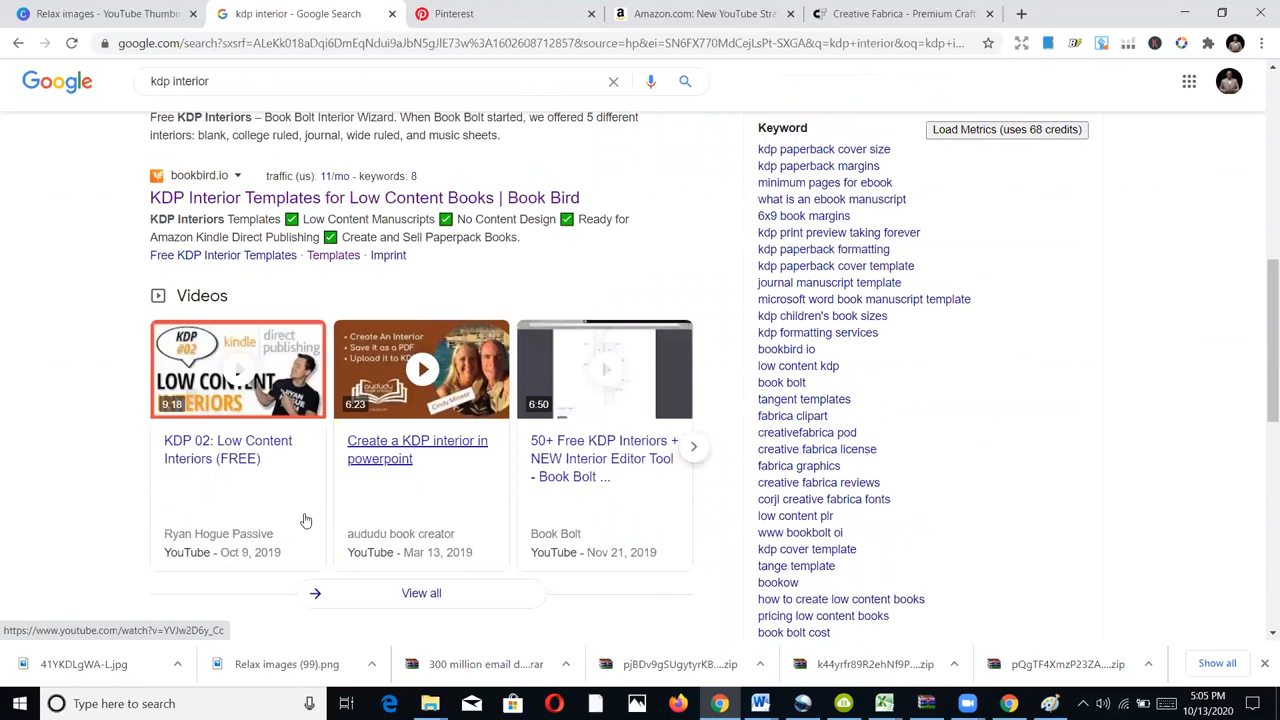 Relax images - YouTube Thumbn
kdp interior - Google Search
Pinterest
Amazon.com: New YouTube Stra
Creative Fabrica - Premium Craft
google.com/search?sxsrf=ALeKk018aDqi6DmEqNdui9sJbN5gJlE73w%3A1602608712857&source=hp&ei=SN6FX770MdCejLsPt-SXGA&q=kdp+interior&oq=kdp+i...
Google
kdp interior
Free KDP Interiors – Book Bolt Interior Wizard. When Book Bolt started, we offered 5 different
interiors: blank, college ruled, journal, wide ruled, and music sheets.
bookbird.io
traffic (us): 11/mo - keywords: 8
KDP Interior Templates for Low Content Books | Book Bird
KDP Interiors Templates ✅ Low Content Manuscripts ✅ No Content Design ✅ Ready for
Amazon Kindle Direct Publishing ✅ Create and Sell Paperpack Books.
Free KDP Interior Templates · Templates · Imprint
Videos
KDP
#02
kindle direct
publishing
LOW CONTENT
INTERIORS
RYAN
HOGUE
PASSIVE
9:18
KDP 02: Low Content
Interiors (FREE)
Ryan Hogue Passive
YouTube - Oct 9, 2019
• Create An Interior
• Save it as a PDF
• Upload it to KDP
aududu
Cindy Minear
6:23
Create a KDP interior in
powerpoint
aududu book creator
YouTube - Mar 13, 2019
6:50
50+ Free KDP Interiors +
NEW Interior Editor Tool
- Book Bolt ...
Book Bolt
YouTube - Nov 21, 2019
View all
Keyword
Load Metrics (uses 68 credits)
kdp paperback cover size
kdp paperback margins
minimum pages for ebook
what is an ebook manuscript
6x9 book margins
kdp print preview taking forever
kdp paperback formatting
kdp paperback cover template
journal manuscript template
microsoft word book manuscript template
kdp children's book sizes
kdp formatting services
bookbird io
low content kdp
book bolt
tangent templates
fabrica clipart
creativefabrica pod
creative fabrica license
fabrica graphics
creative fabrica reviews
corjl creative fabrica fonts
low content plr
www bookbolt oi
kdp cover template
tange template
bookow
how to create low content books
pricing low content books
book bolt cost
https://www.youtube.com/watch?v=YVJw2D6y_Cc
41YKDLgWA-L.jpg
Relax images (99).png
300 million email d....rar
pjBDv9gSUgytyrKB....zip
k44yrfr89R2ehNf9P....zip
pQgTF4XmzP23ZA....zip
Show all
Type here to search
5:05 PM
10/13/2020